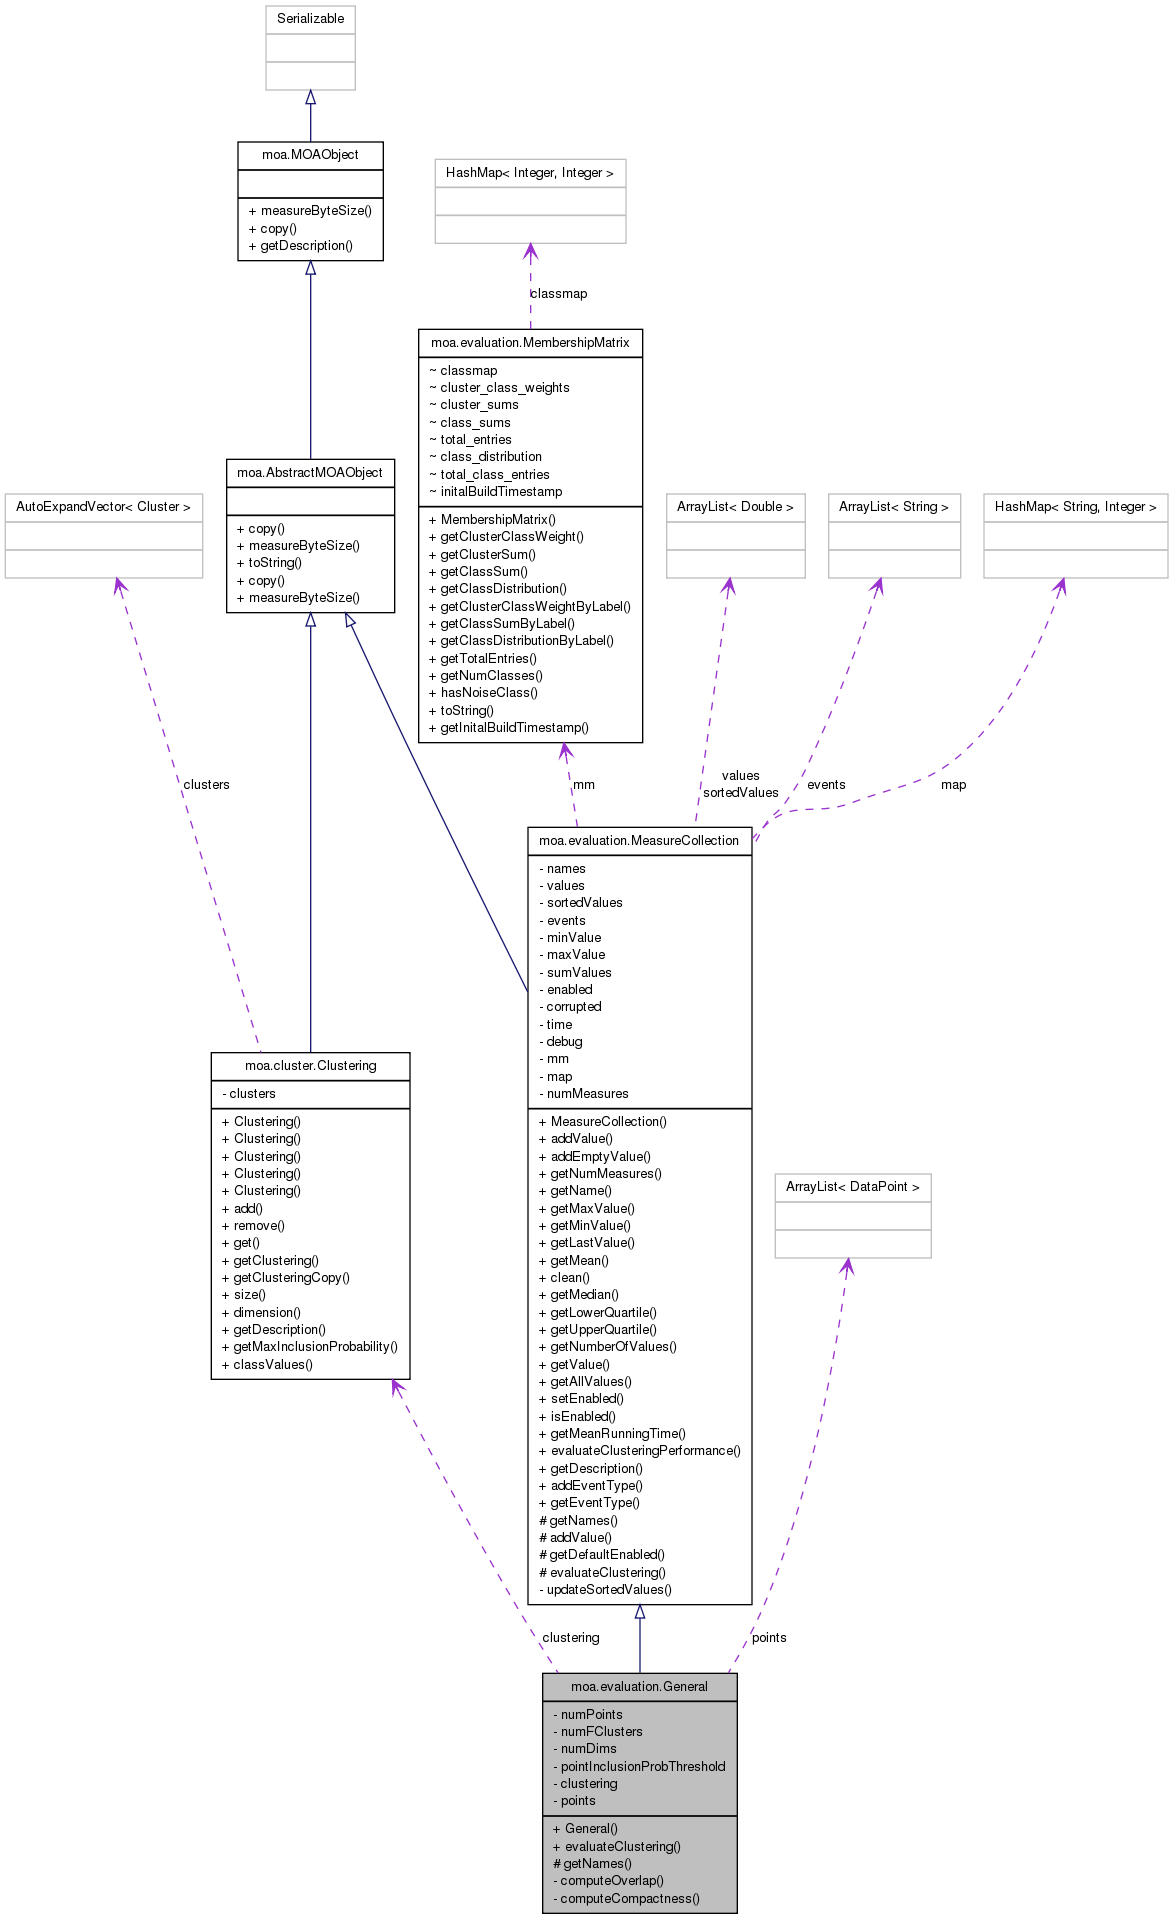 Serializable
moa.MOAObject
+ measureByteSize()
+ copy()
+ getDescription()
HashMap< Integer, Integer >
classmap
moa.evaluation.MembershipMatrix
~ classmap
~ cluster_class_weights
~ cluster_sums
~ class_sums
~ total_entries
~ class_distribution
~ total_class_entries
~ initalBuildTimestamp
+ MembershipMatrix()
+ getClusterClassWeight()
+ getClusterSum()
+ getClassSum()
+ getClassDistribution()
+ getClusterClassWeightByLabel()
+ getClassSumByLabel()
+ getClassDistributionByLabel()
+ getTotalEntries()
+ getNumClasses()
+ hasNoiseClass()
+ toString()
+ getInitalBuildTimestamp()
moa.AbstractMOAObject
+ copy()
+ measureByteSize()
+ toString()
+ copy()
+ measureByteSize()
AutoExpandVector< Cluster >
ArrayList< Double >
ArrayList< String >
HashMap< String, Integer >
clusters
mm
values
sortedValues
events
map
moa.evaluation.MeasureCollection
- names
- values
- sortedValues
- events
- minValue
- maxValue
- sumValues
- enabled
- corrupted
- time
- debug
- mm
- map
- numMeasures
+ MeasureCollection()
+ addValue()
+ addEmptyValue()
+ getNumMeasures()
+ getName()
+ getMaxValue()
+ getMinValue()
+ getLastValue()
+ getMean()
+ clean()
+ getMedian()
+ getLowerQuartile()
+ getUpperQuartile()
+ getNumberOfValues()
+ getValue()
+ getAllValues()
+ setEnabled()
+ isEnabled()
+ getMeanRunningTime()
+ evaluateClusteringPerformance()
+ getDescription()
+ addEventType()
+ getEventType()
# getNames()
# addValue()
# getDefaultEnabled()
# evaluateClustering()
- updateSortedValues()
moa.cluster.Clustering
- clusters
+ Clustering()
+ Clustering()
+ Clustering()
+ Clustering()
+ Clustering()
+ add()
+ remove()
+ get()
+ getClustering()
+ getClusteringCopy()
+ size()
+ dimension()
+ getDescription()
+ getMaxInclusionProbability()
+ classValues()
ArrayList< DataPoint >
clustering
points
moa.evaluation.General
- numPoints
- numFClusters
- numDims
- pointInclusionProbThreshold
- clustering
- points
+ General()
+ evaluateClustering()
# getNames()
- computeOverlap()
- computeCompactness()